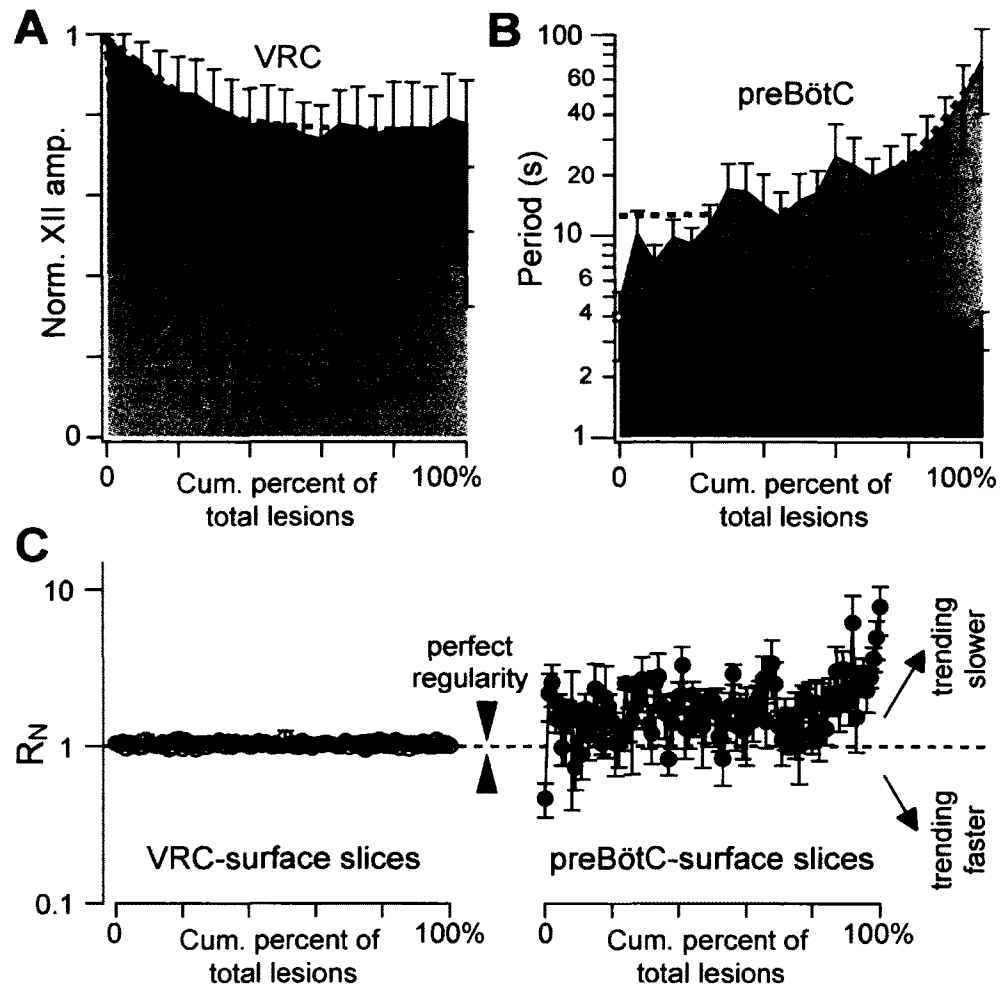 A
VRC
1
Norm. XII amp.
0
0
100%
Cum. percent of
total lesions
B
preBötC
100
60
40
20
10
6
4
2
1
Period (s)
0
100%
Cum. percent of
total lesions
C
10
1
0.1
RN
perfect
regularity
trending
slower
trending
faster
VRC-surface slices
preBötC-surface slices
0
100%
Cum. percent of
total lesions
0
100%
Cum. percent of
total lesions